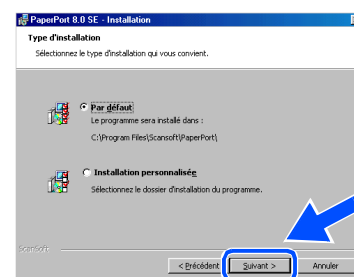 PaperPort 8.0 SE - Installation
Type d'installation
Sélectionnez le type d'installation qui vous convient.
Par défaut
Le programme sera installé dans :
C:\Program Files\Scansoft\PaperPort\
Installation personnalisée
Sélectionnez le dossier d'installation du programme.
ScanSoft
< Précédent
Suivant >
Annuler